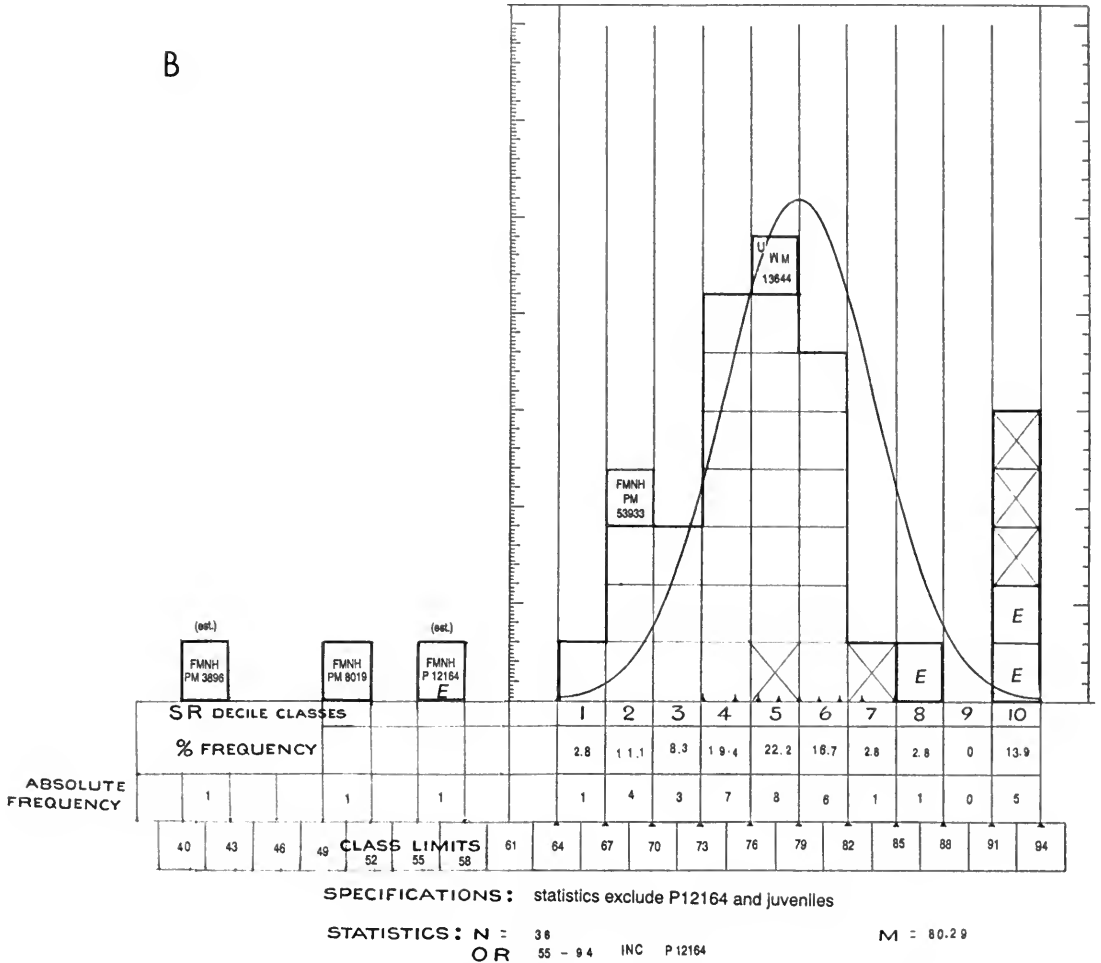 B
U
W M
13644
FMNH
PM
53933
(est.)
(est.)
FMNH
PM 3896
FMNH
PM 8019
FMNH
P 12164
E
E
E
E
SR DECILE CLASSES 1 2 3 4 5 6 7 8 9 10
% FREQUENCY 2.8 11.1 8.3 19.4 22.2 16.7 2.8 2.8 0 13.9
ABSOLUTE
FREQUENCY 1 1 1 1 4 3 7 8 6 1 1 0 5
CLASS LIMITS
40 43 46 49 52 55 58 61 64 67 70 73 76 79 82 85 88 91 94
SPECIFICATIONS: statistics exclude P12164 and juveniles
STATISTICS: N = 36 M = 80.29
OR 55 - 94 INC P12164